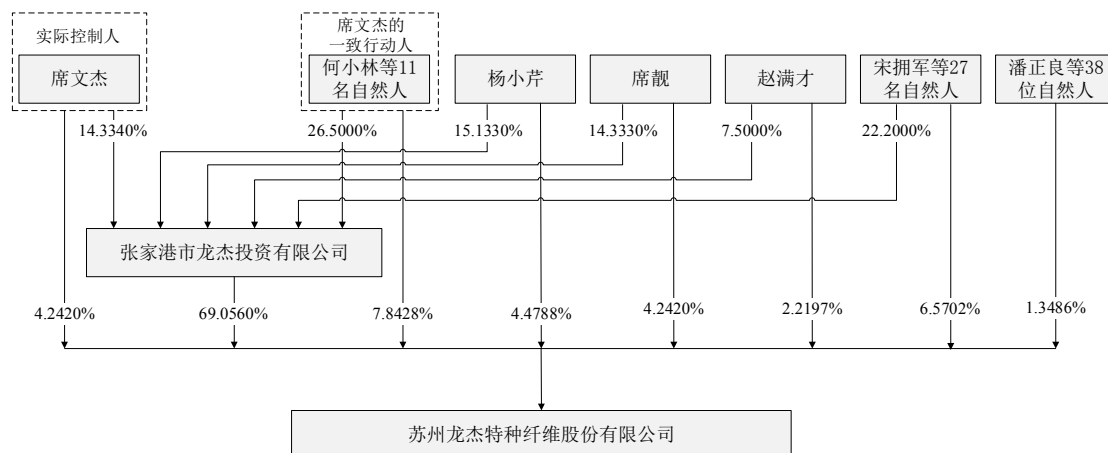 实际控制人
席文杰
席文杰的
一致行动人
何小林等11
名自然人
杨小芹
席靓
赵满才
宋拥军等27
名自然人
潘正良等38
位自然人
14.3340%
26.5000%
15.1330%
14.3330%
7.5000%
22.2000%
张家港市龙杰投资有限公司
4.2420%
69.0560%
7.8428%
4.4788%
4.2420%
2.2197%
6.5702%
1.3486%
苏州龙杰特种纤维股份有限公司